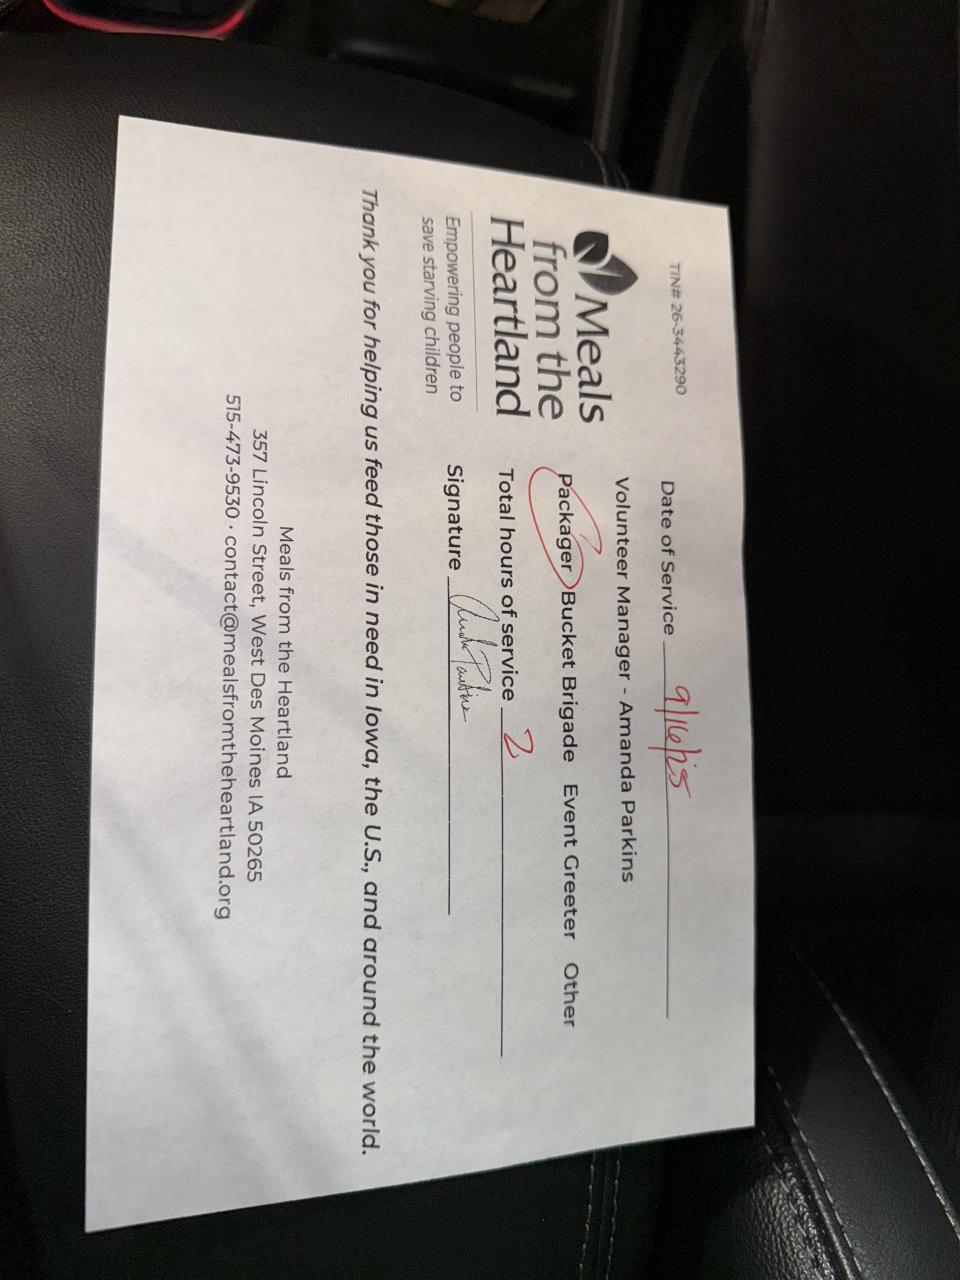 TIN# 26-3443290
Meals
from the
Heartland
Empowering people to
save starving children
Date of Service 9/16/25
Volunteer Manager - Amanda Parkins
Packager Bucket Brigade Event Greeter Other
Total hours of service 2
Signature Amanda Parkins
Thank you for helping us feed those in need in Iowa, the U.S., and around the world.
Meals from the Heartland
357 Lincoln Street, West Des Moines IA 50265
515-473-9530 · contact@mealsfromtheheartland.org